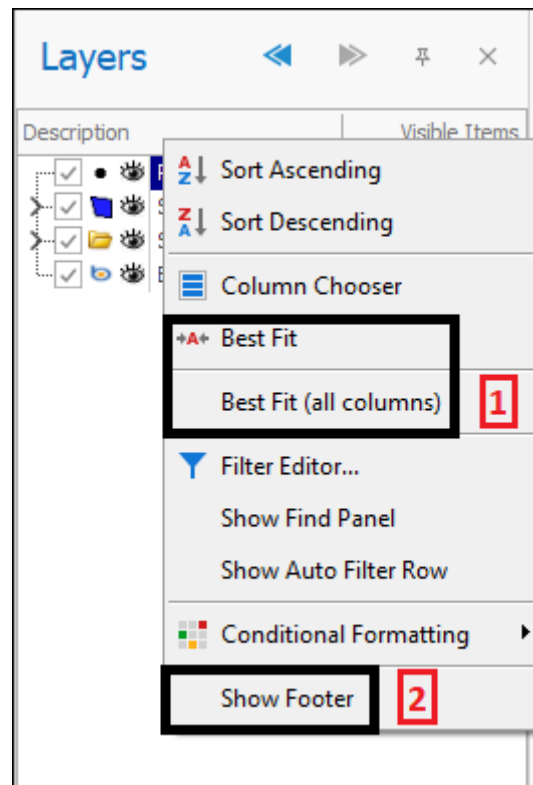 Layers
Description Visible Items
Sort Ascending
Sort Descending
Column Chooser
Best Fit
Best Fit (all columns) 1
Filter Editor...
Show Find Panel
Show Auto Filter Row
Conditional Formatting
Show Footer 2